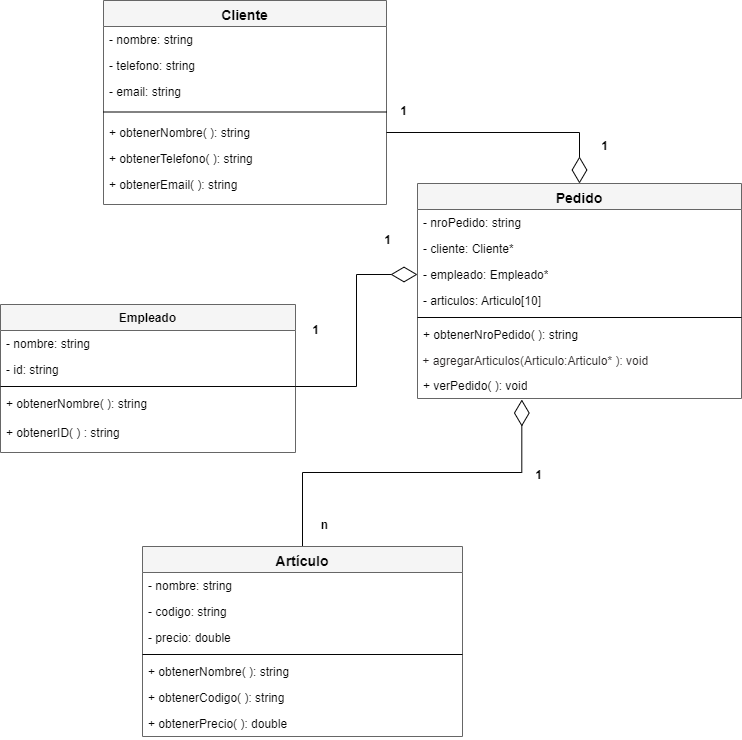 Cliente
- nombre: string
- telefono: string
- email: string
+ obtenerNombre( ): string
+ obtenerTelefono( ): string
+ obtenerEmail( ): string
1
1
Pedido
- nroPedido: string
- cliente: Cliente*
- empleado: Empleado*
- articulos: Articulo[10]
+ obtenerNroPedido( ): string
+ agregarArticulos(Articulo:Articulo* ): void
+ verPedido( ): void
1
1
Empleado
- nombre: string
- id: string
+ obtenerNombre( ): string
+ obtenerID( ) : string
1
n
Artículo
- nombre: string
- codigo: string
- precio: double
+ obtenerNombre( ): string
+ obtenerCodigo( ): string
+ obtenerPrecio( ): double